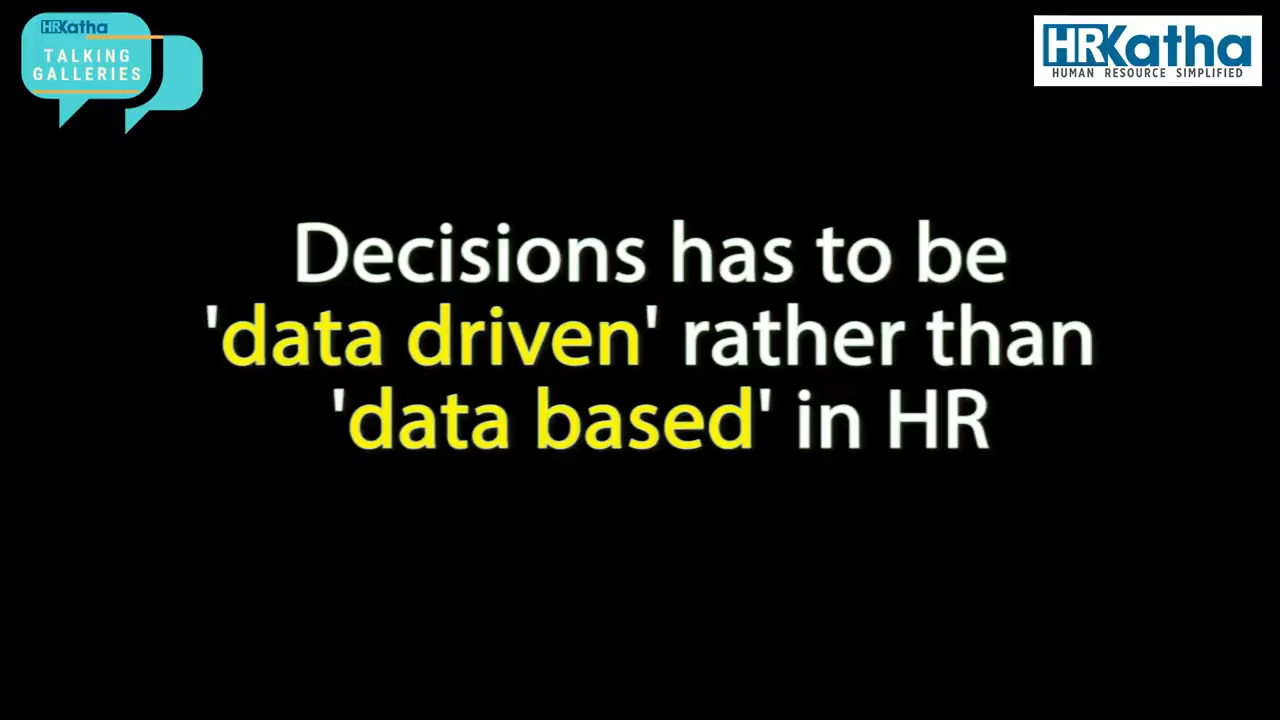 HRKatha
TALKING
GALLERIES
HRKatha
HUMAN RESOURCE SIMPLIFIED
Decisions has to be
'data driven' rather than
'data based' in HR